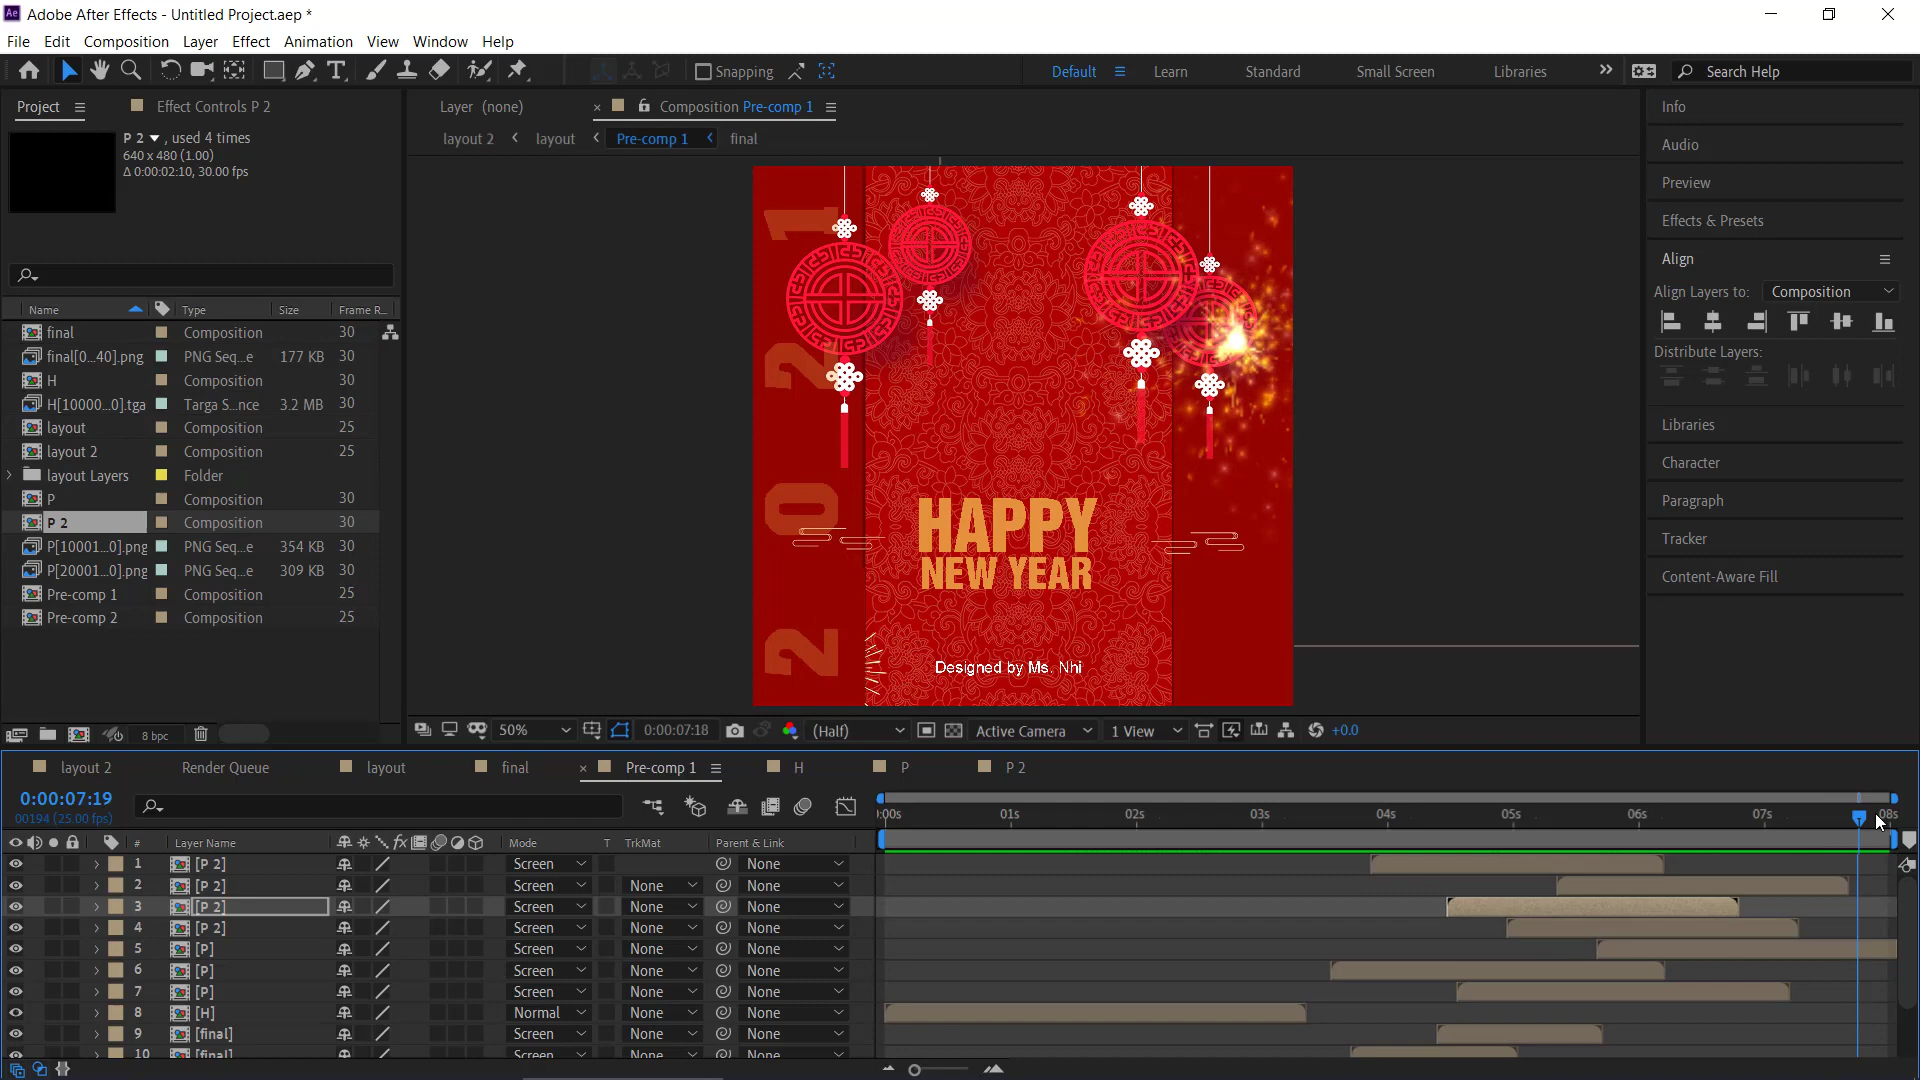 Adobe After Effects - Untitled Project.aep *
File Edit Composition Layer Effect Animation View Window Help
Snapping
Default Learn Standard Small Screen Libraries
Search Help
Project Effect Controls P 2
Layer (none) Composition Pre-comp 1
layout 2 layout Pre-comp 1 final
P 2, used 4 times
640 x 480 (1.00)
Δ 0:00:02:10, 30.00 fps
Info
Audio
Preview
Effects & Presets
Align
Align Layers to: Composition
Distribute Layers:
Libraries
Character
Paragraph
Tracker
Content-Aware Fill
Name Type Size Frame R...
final Composition 30
final[0...40].png PNG Seq...e 177 KB 30
H Composition 30
H[10000...0].tga Targa S...nce 3.2 MB 30
layout Composition 25
layout 2 Composition 25
layout Layers Folder
P Composition 30
P 2 Composition 30
P[10001...0].png PNG Seq...e 354 KB 30
P[20001...0].png PNG Seq...e 309 KB 30
Pre-comp 1 Composition 25
Pre-comp 2 Composition 25
8 bpc
2021
HAPPY
NEW YEAR
Designed by Ms. Nhi
50% 0:00:07:18 (Half) Active Camera 1 View +0.0
layout 2 Render Queue layout final Pre-comp 1 H P P 2
0:00:07:19
00194 (25.00 fps)
:00s 01s 02s 03s 04s 05s 06s 07s 08s
# Layer Name Mode T TrkMat Parent & Link
1 [P 2] Screen None
2 [P 2] Screen None None
3 [P 2] Screen None None
4 [P 2] Screen None None
5 [P] Screen None None
6 [P] Screen None None
7 [P] Screen None None
8 [H] Normal None None
9 [final] Screen None None
10 [final] Screen None None